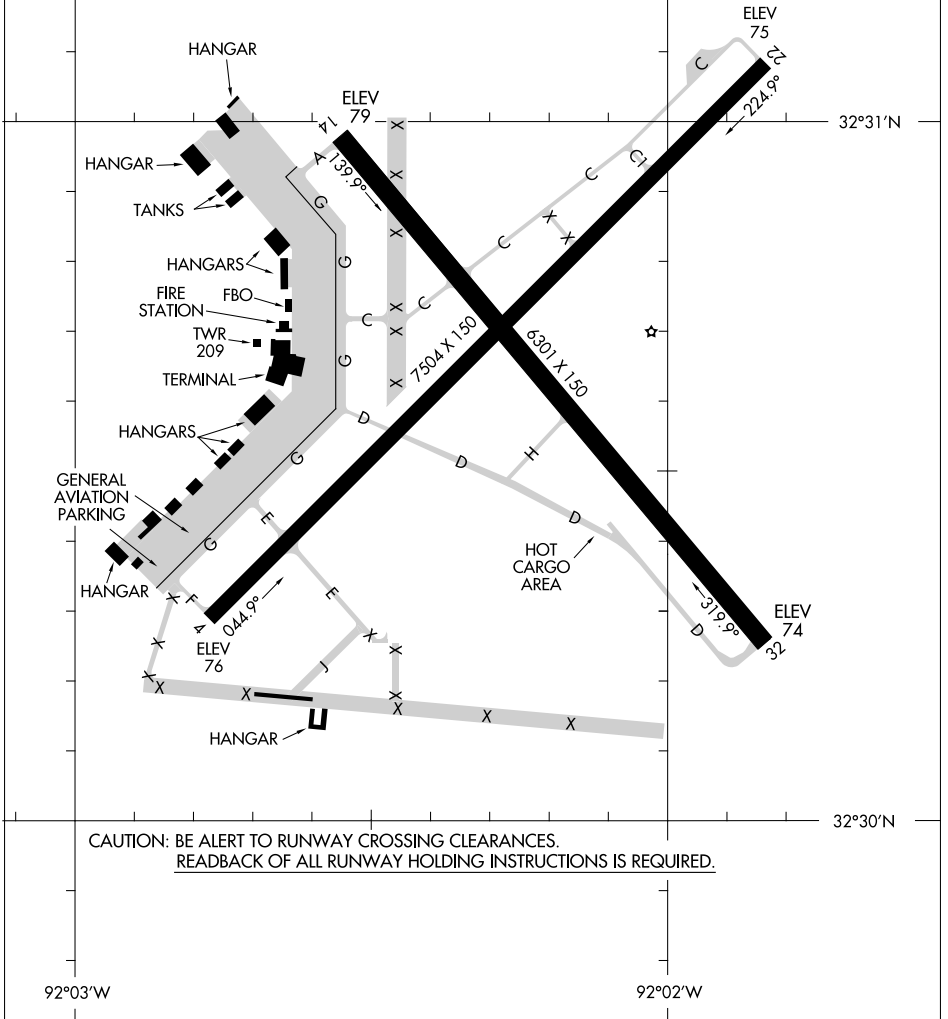 ELEV
75
22
HANGAR
C
224.9°
ELEV
79
14
X
32°31'N
A
139.9°
HANGAR
C1
C
X
TANKS
G
X
X
X
C
HANGARS
G
FIRE
STATION
FBO
C
C
X
X
TWR
209
7504 X 150
6301 X 150
TERMINAL
G
X
HANGARS
D
D
H
G
GENERAL
AVIATION
PARKING
E
D
G
HOT
CARGO
AREA
HANGAR
F
X
E
319.9°
ELEV
74
32
D
044.9°
4
ELEV
76
X
X
X
J
X
X
X
X
X
X
X
HANGAR
32°30'N
CAUTION: BE ALERT TO RUNWAY CROSSING CLEARANCES.
READBACK OF ALL RUNWAY HOLDING INSTRUCTIONS IS REQUIRED.
92°03'W
92°02'W